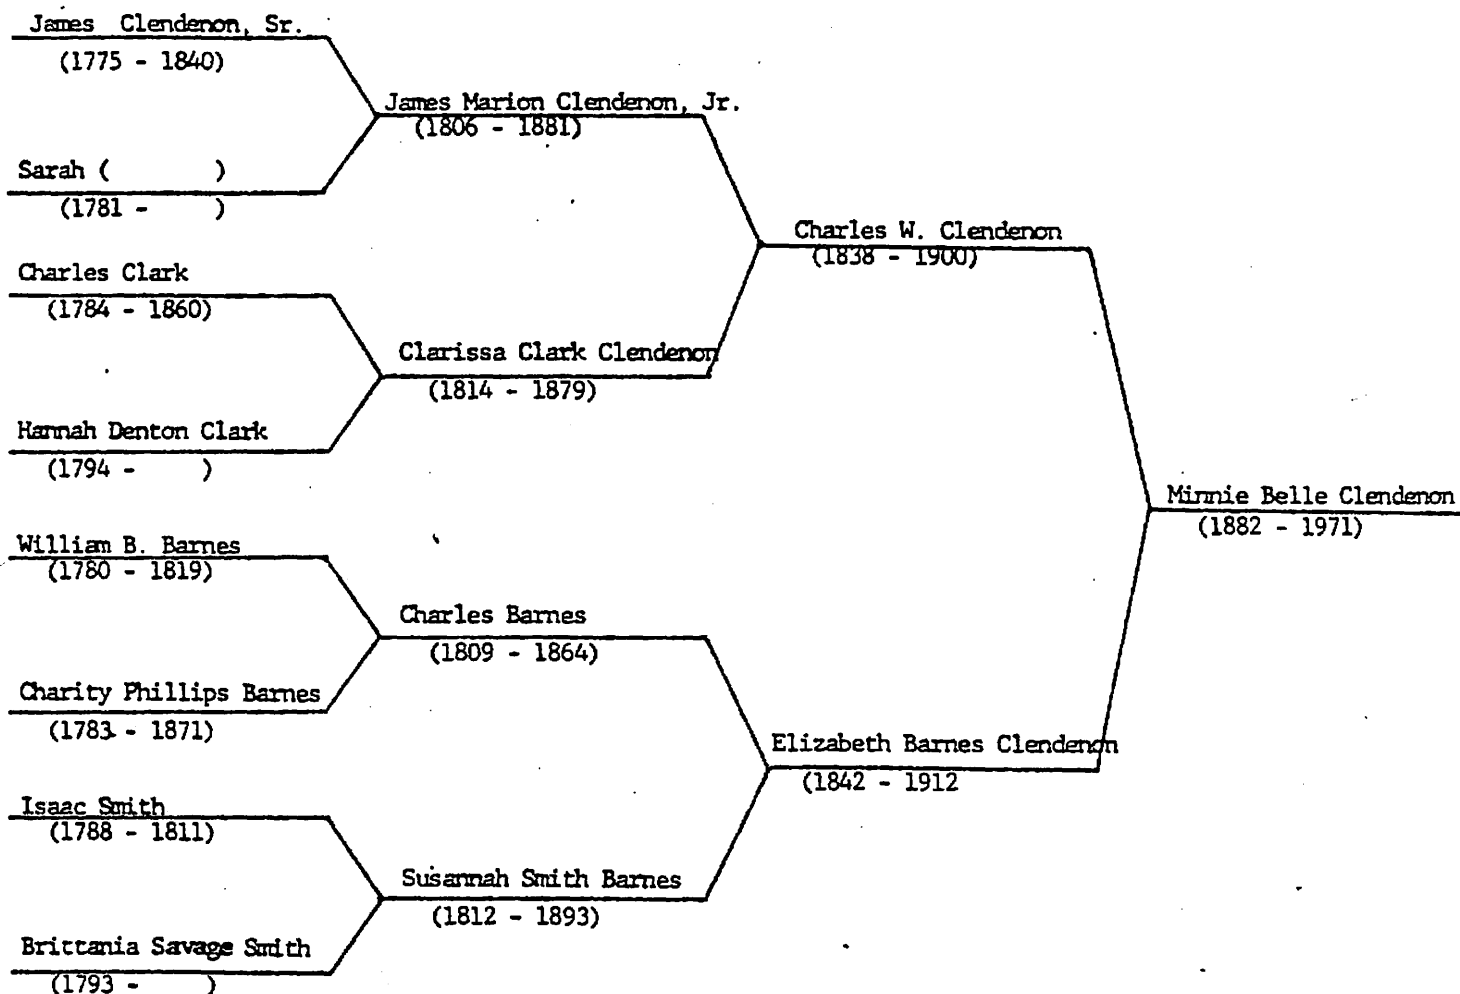 James Clendenon, Sr.
(1775 - 1840)
James Marion Clendenon, Jr.
(1806 - 1881)
Sarah ( )
(1781 - )
Charles W. Clendenon
(1838 - 1900)
Charles Clark
(1784 - 1860)
Clarissa Clark Clendenon
(1814 - 1879)
Hannah Denton Clark
(1794 - )
Minnie Belle Clendenon
(1882 - 1971)
William B. Barnes
(1780 - 1819)
Charles Barnes
(1809 - 1864)
Charity Phillips Barnes
(1783 - 1871)
Elizabeth Barnes Clendenon
(1842 - 1912
Isaac Smith
(1788 - 1811)
Susannah Smith Barnes
(1812 - 1893)
Brittania Savage Smith
(1793 - )